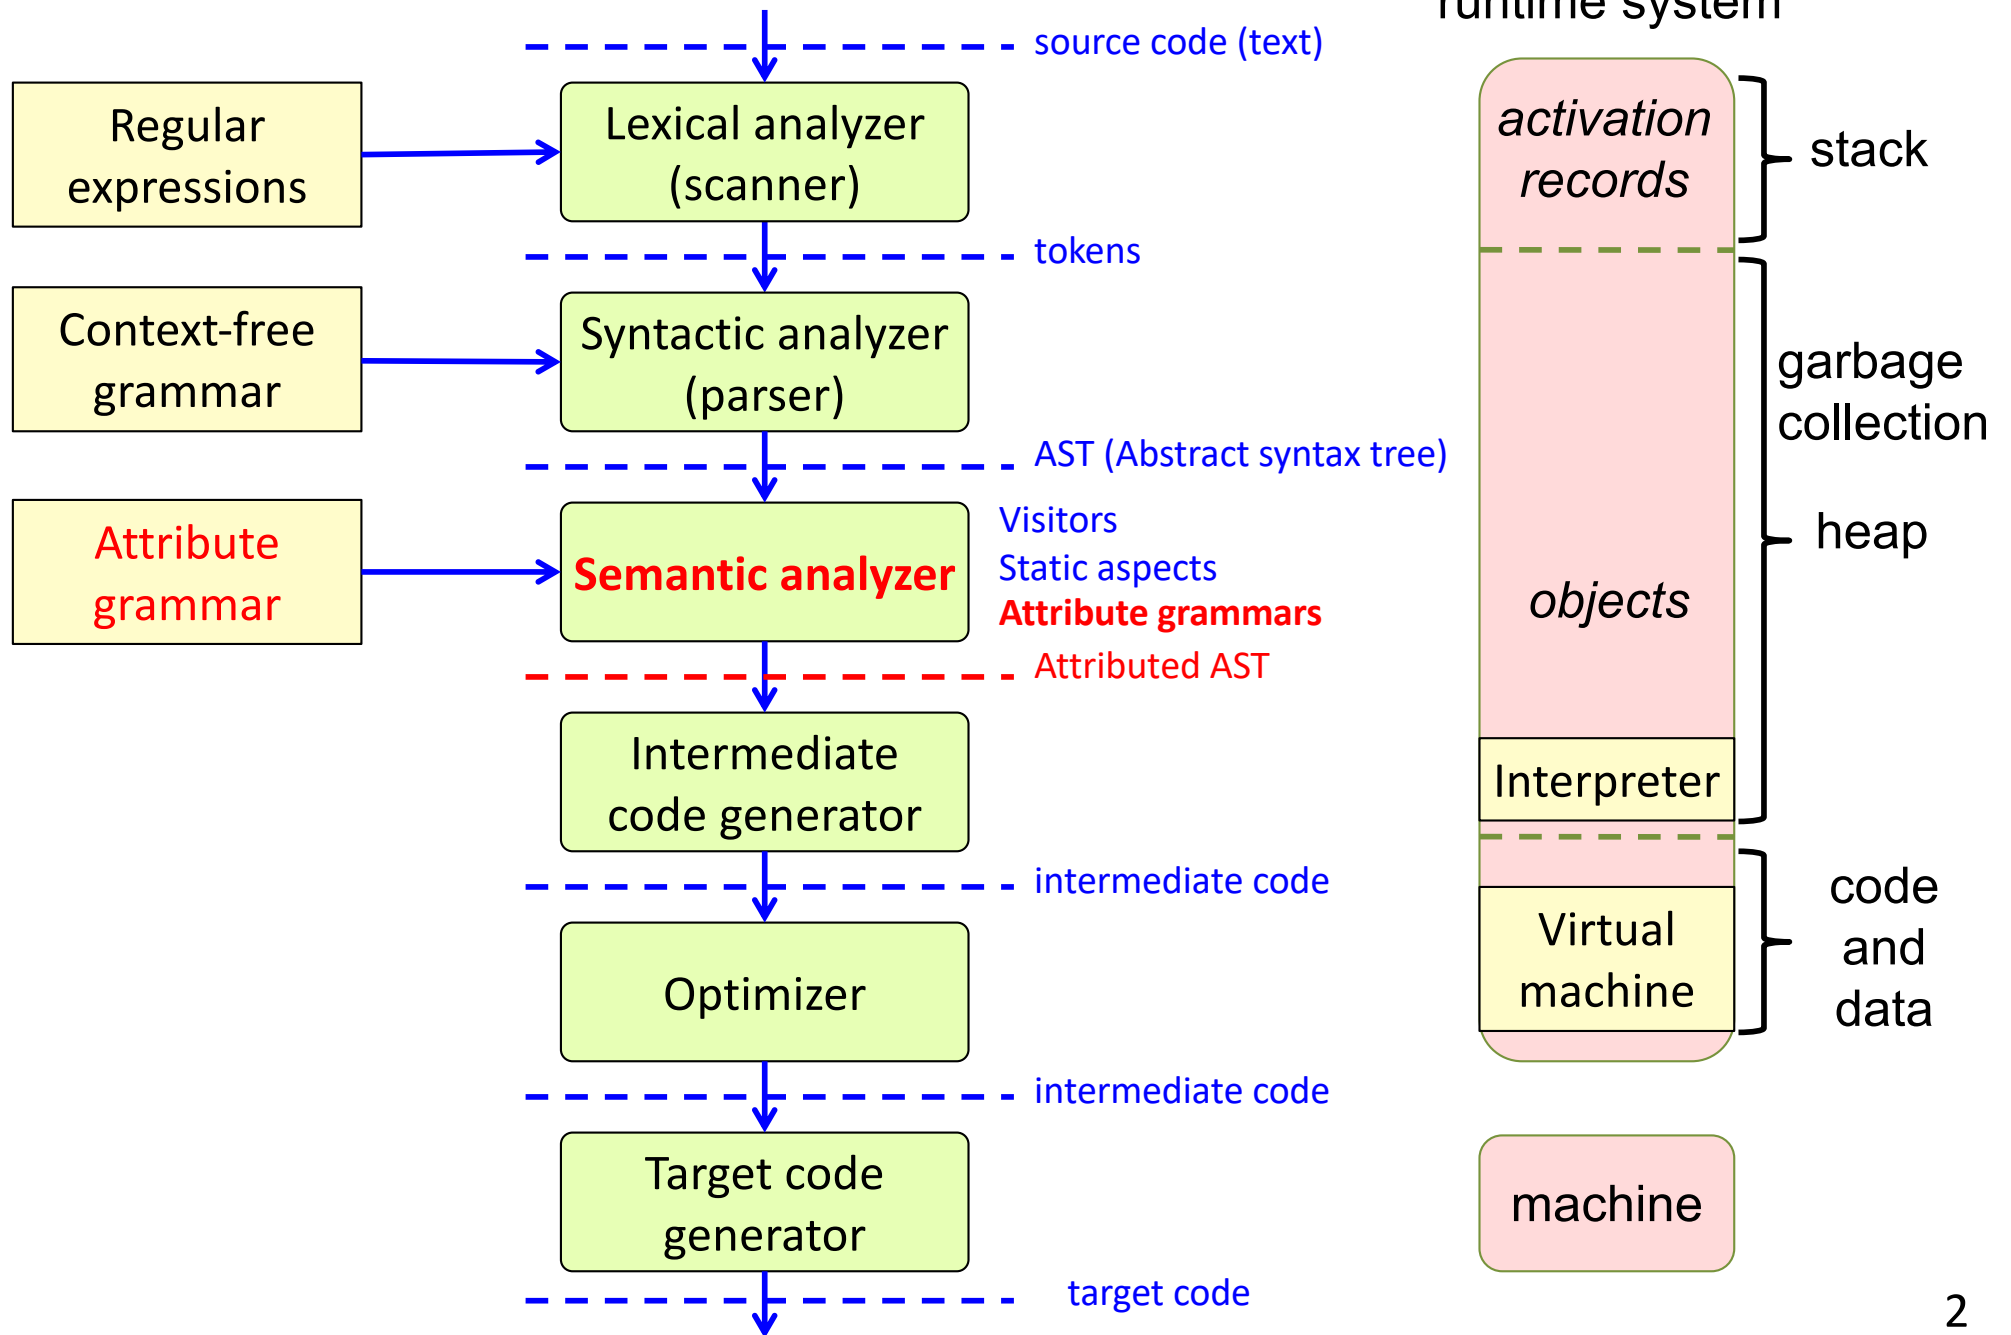 runtime system
source code (text)
Regular
expressions
Lexical analyzer
(scanner)
activation
records
stack
tokens
Context-free
grammar
Syntactic analyzer
(parser)
garbage
collection
AST (Abstract syntax tree)
Attribute
grammar
Semantic analyzer
Visitors
Static aspects
Attribute grammars
heap
objects
Attributed AST
Intermediate
code generator
Interpreter
intermediate code
code
and
data
Virtual
machine
Optimizer
intermediate code
Target code
generator
machine
target code
2